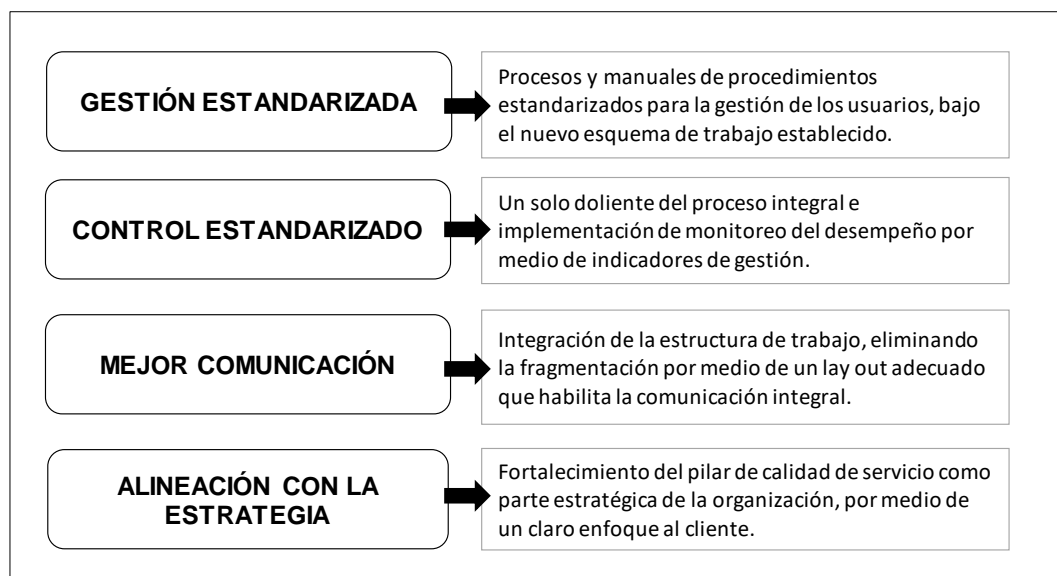 GESTIÓN ESTANDARIZADA
Procesos y manuales de procedimientos
estandarizados para la gestión de los usuarios, bajo
el nuevo esquema de trabajo establecido.
CONTROL ESTANDARIZADO
Un solo doliente del proceso integral e
implementación de monitoreo del desempeño por
medio de indicadores de gestión.
MEJOR COMUNICACIÓN
Integración de la estructura de trabajo, eliminando
la fragmentación por medio de un lay out adecuado
que habilita la comunicación integral.
ALINEACIÓN CON LA
ESTRATEGIA
Fortalecimiento del pilar de calidad de servicio como
parte estratégica de la organización, por medio de
un claro enfoque al cliente.